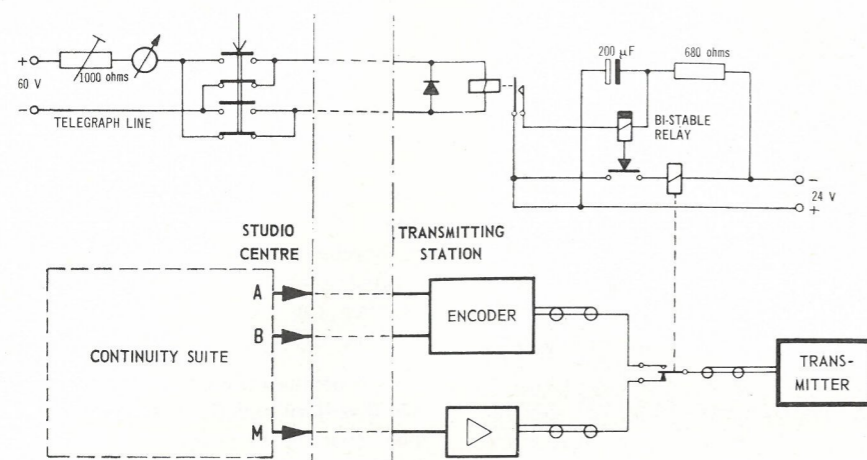 +
60 V
−
1000 ohms
TELEGRAPH LINE
200 µF
680 ohms
BI-STABLE
RELAY
−
24 V
+
STUDIO
CENTRE
TRANSMITTING
STATION
CONTINUITY SUITE
A
B
M
ENCODER
TRANS-
MITTER